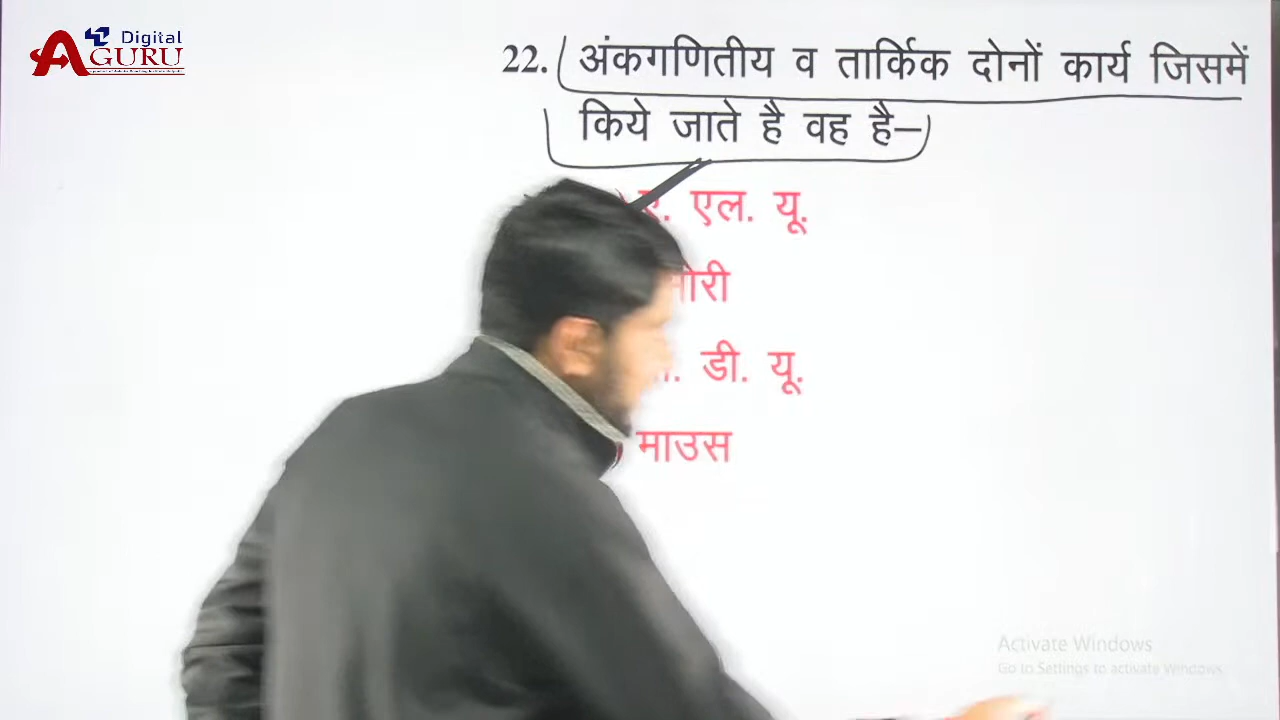 A Digital
GURU
22. अंकगणितीय व तार्किक दोनों कार्य जिसमें
किये जाते है वह है–
ए. एल. यू.
डी. यू.
माउस
Activate Windows
Go to Settings to activate Windows.